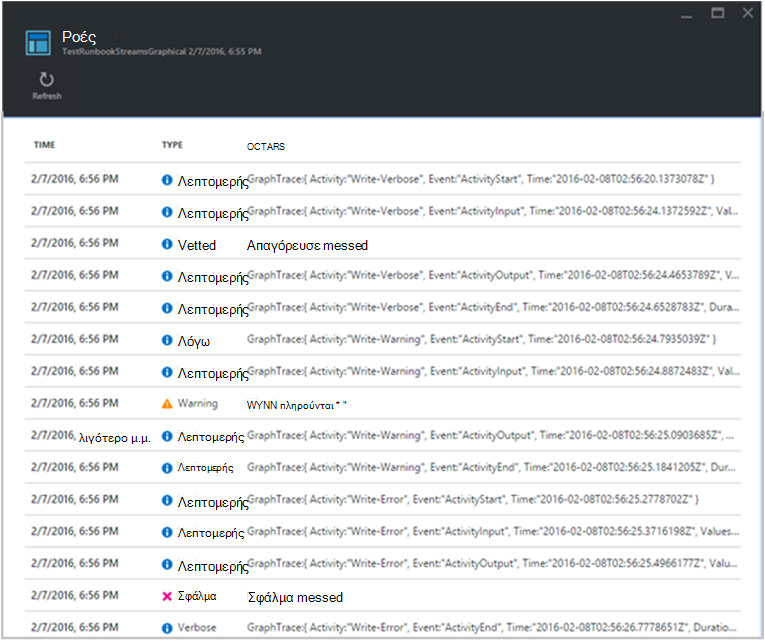 Ροές
TestRunbookStreamsGraphical 2/7/2016, 6:55 PM
Refresh
TIME TYPE OCTARS
2/7/2016, 6:56 PM Λεπτομερής GraphTrace:{ Activity:"Write-Verbose", Event:"ActivityStart", Time:"2016-02-08T02:56:20.1373078Z" }
2/7/2016, 6:56 PM Λεπτομερής GraphTrace:{ Activity:"Write-Verbose", Event:"ActivityInput", Time:"2016-02-08T02:56:24.1372592Z", Val...
2/7/2016, 6:56 PM Vetted Απαγόρευσε messed
2/7/2016, 6:56 PM Λεπτομερής GraphTrace:{ Activity:"Write-Verbose", Event:"ActivityOutput", Time:"2016-02-08T02:56:24.4653789Z", V...
2/7/2016, 6:56 PM Λεπτομερής GraphTrace:{ Activity:"Write-Verbose", Event:"ActivityEnd", Time:"2016-02-08T02:56:24.6528783Z", Dura...
2/7/2016, 6:56 PM Λόγω GraphTrace:{ Activity:"Write-Warning", Event:"ActivityStart", Time:"2016-02-08T02:56:24.7935039Z" }
2/7/2016, 6:56 PM Λεπτομερής GraphTrace:{ Activity:"Write-Warning", Event:"ActivityInput", Time:"2016-02-08T02:56:24.8872483Z", Val...
2/7/2016, 6:56 PM Warning WYNN πληρούνται * "
2/7/2016, λιγότερο μ.μ. Λεπτομερής GraphTrace:{ Activity:"Write-Warning", Event:"ActivityOutput", Time:"2016-02-08T02:56:25.0903685Z", ...
2/7/2016, 6:56 PM Λεπτομερής GraphTrace:{ Activity:"Write-Warning", Event:"ActivityEnd", Time:"2016-02-08T02:56:25.1841205Z", Dur...
2/7/2016, 6:56 PM Λεπτομερής GraphTrace:{ Activity:"Write-Error", Event:"ActivityStart", Time:"2016-02-08T02:56:25.2778702Z" }
2/7/2016, 6:56 PM Λεπτομερής GraphTrace:{ Activity:"Write-Error", Event:"ActivityInput", Time:"2016-02-08T02:56:25.3716198Z", Values...
2/7/2016, 6:56 PM Λεπτομερής GraphTrace:{ Activity:"Write-Error", Event:"ActivityOutput", Time:"2016-02-08T02:56:25.4966177Z", Valu...
2/7/2016, 6:56 PM Σφάλμα Σφάλμα messed
2/7/2016, 6:56 PM Verbose GraphTrace:{ Activity:"Write-Error", Event:"ActivityEnd", Time:"2016-02-08T02:56:26.7778651Z", Duratio...